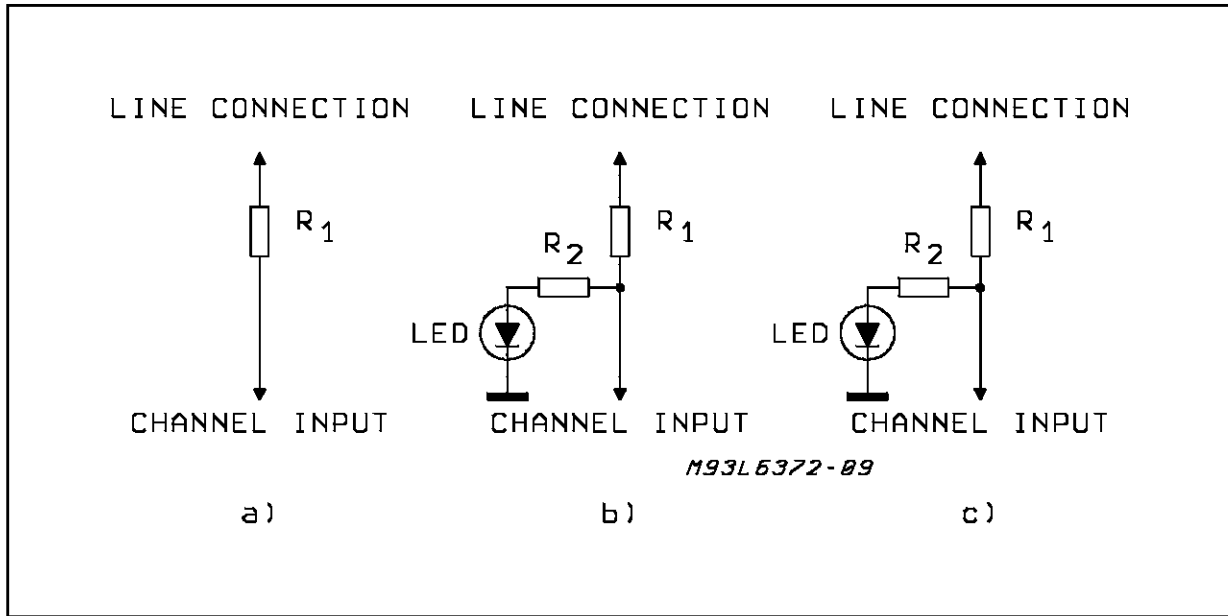 LINE CONNECTION LINE CONNECTION LINE CONNECTION
R1 R1 R1
R2 R2
LED LED
CHANNEL INPUT CHANNEL INPUT CHANNEL INPUT
M93L6372-09
a) b) c)